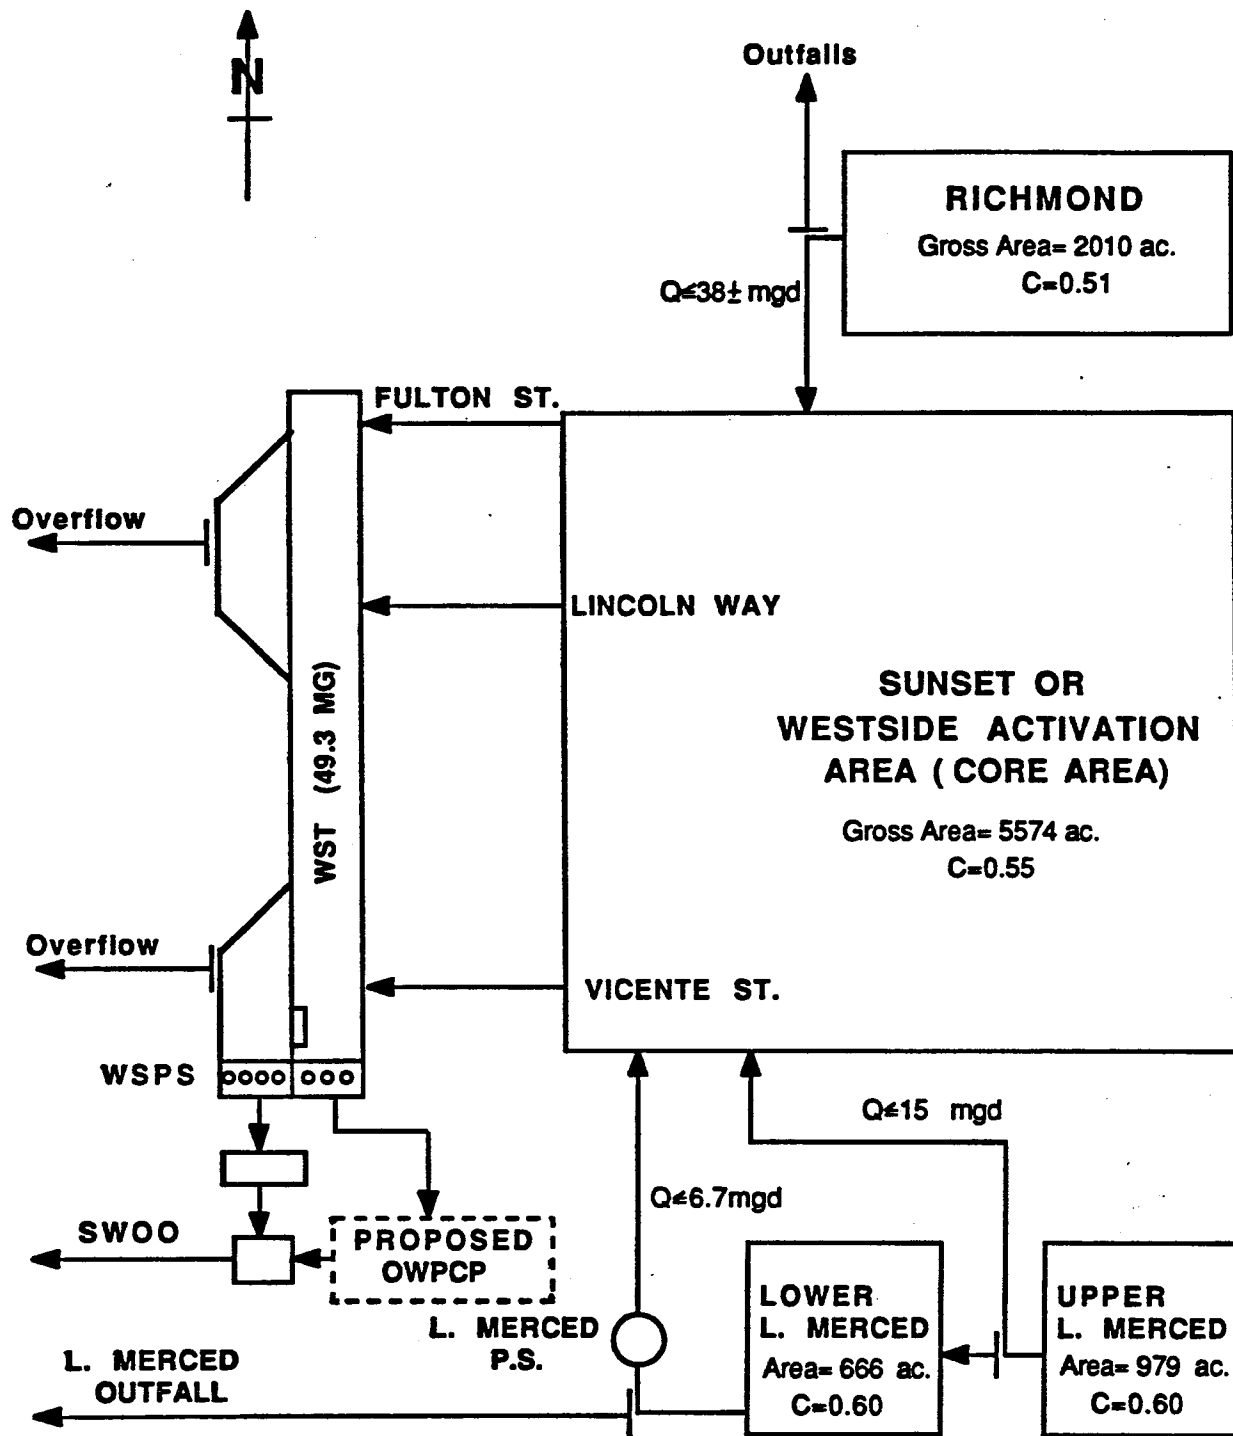 N
Outfalls
RICHMOND
Gross Area= 2010 ac.
C=0.51
Q≤38± mgd
FULTON ST.
Overflow
LINCOLN WAY
WST (49.3 MG)
SUNSET OR
WESTSIDE ACTIVATION
AREA ( CORE AREA)
Gross Area= 5574 ac.
C=0.55
Overflow
VICENTE ST.
WSPS
Q≤15 mgd
Q≤6.7mgd
SWOO
PROPOSED
OWPCP
L. MERCED
P.S.
LOWER
L. MERCED
Area= 666 ac.
C=0.60
UPPER
L. MERCED
Area= 979 ac.
C=0.60
L. MERCED
OUTFALL